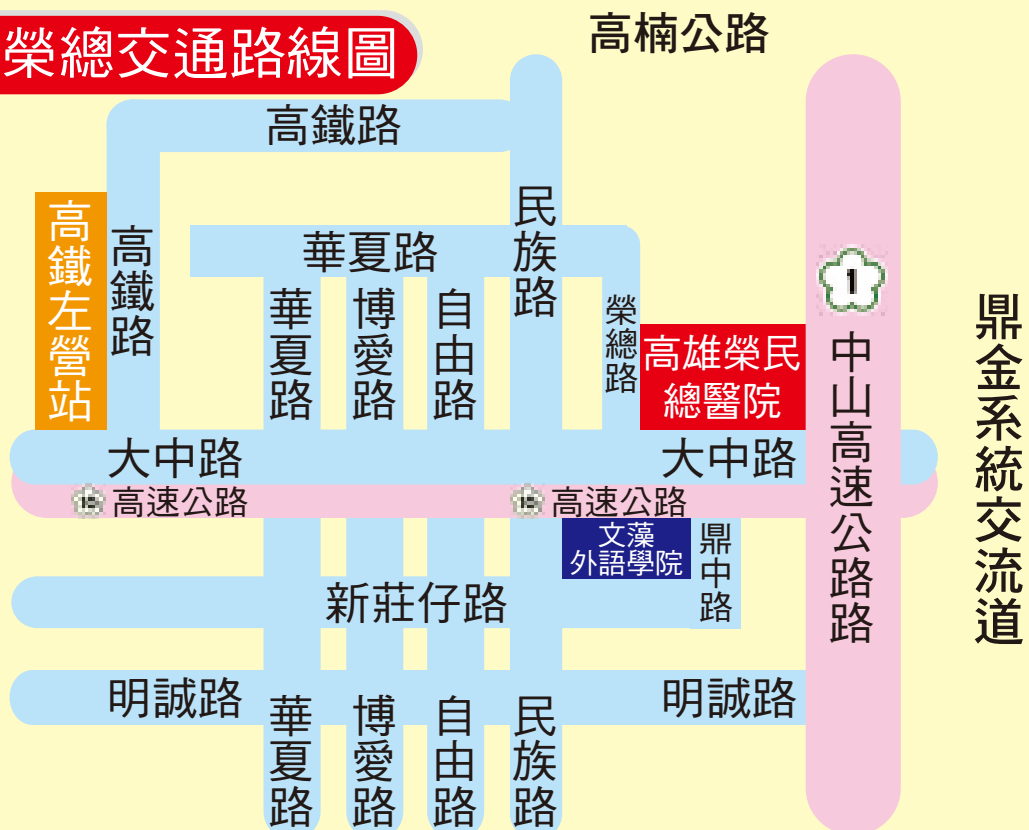 榮總交通路線圖
高楠公路
高鐵路
高鐵左營站
高鐵路
華夏路
民族路
華夏路
博愛路
自由路
榮總路
高雄榮民
總醫院
1
中山高速公路路
鼎金系統交流道
大中路
大中路
高速公路
高速公路
文藻
外語學院
鼎中路
新莊仔路
明誠路
明誠路
華夏路
博愛路
自由路
民族路